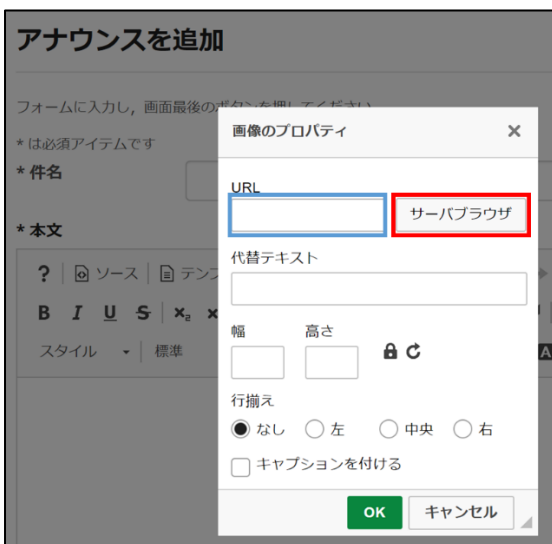 アナウンスを追加
フォームに入力し，画面最後のボタンを押してください
* は必須アイテムです
* 件名
* 本文
? ソース テンプ
B I U S x₂ x
スタイル 標準
A
画像のプロパティ ×
URL
サーバブラウザ
代替テキスト
幅 高さ
行揃え
なし 左 中央 右
キャプションを付ける
OK キャンセル